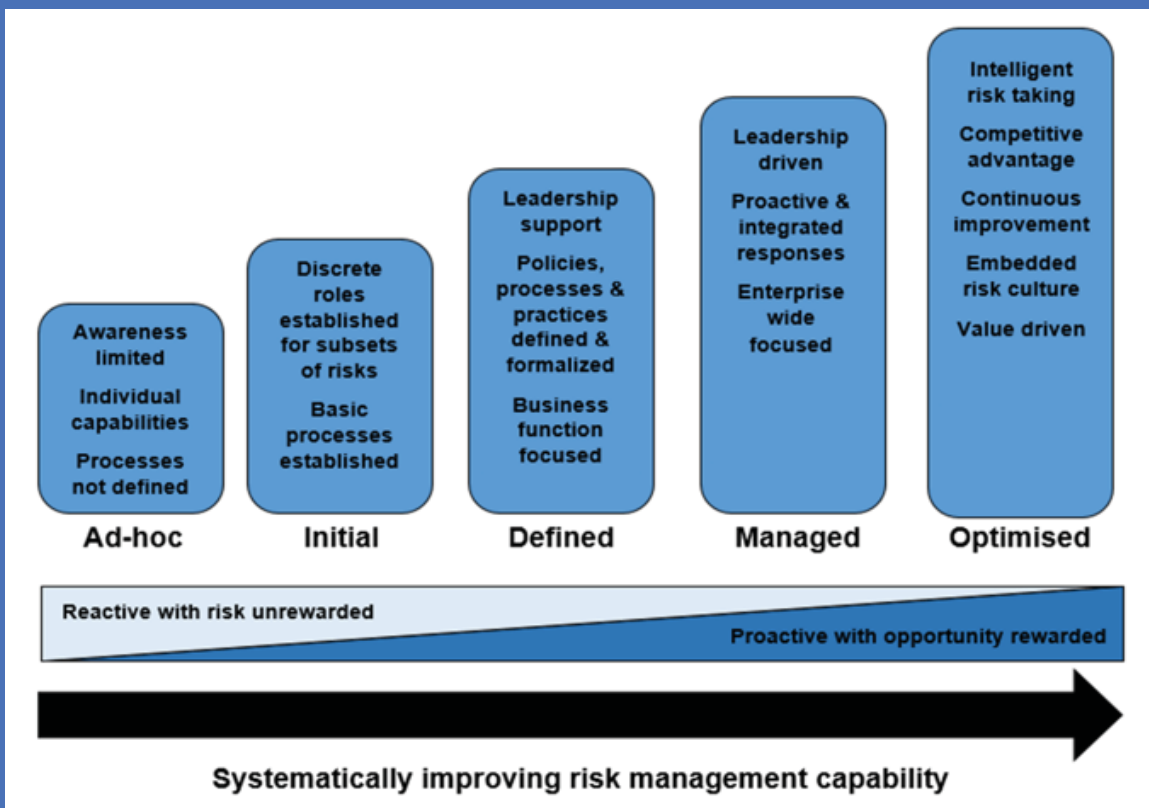 Awareness
limited
Individual
capabilities
Processes
not defined
Ad-hoc
Discrete
roles
established
for subsets
of risks
Basic
processes
established
Initial
Leadership
support
Policies,
processes &
practices
defined &
formalized
Business
function
focused
Defined
Leadership
driven
Proactive &
integrated
responses
Enterprise
wide
focused
Managed
Intelligent
risk taking
Competitive
advantage
Continuous
improvement
Embedded
risk culture
Value driven
Optimised
Reactive with risk unrewarded
Proactive with opportunity rewarded
Systematically improving risk management capability